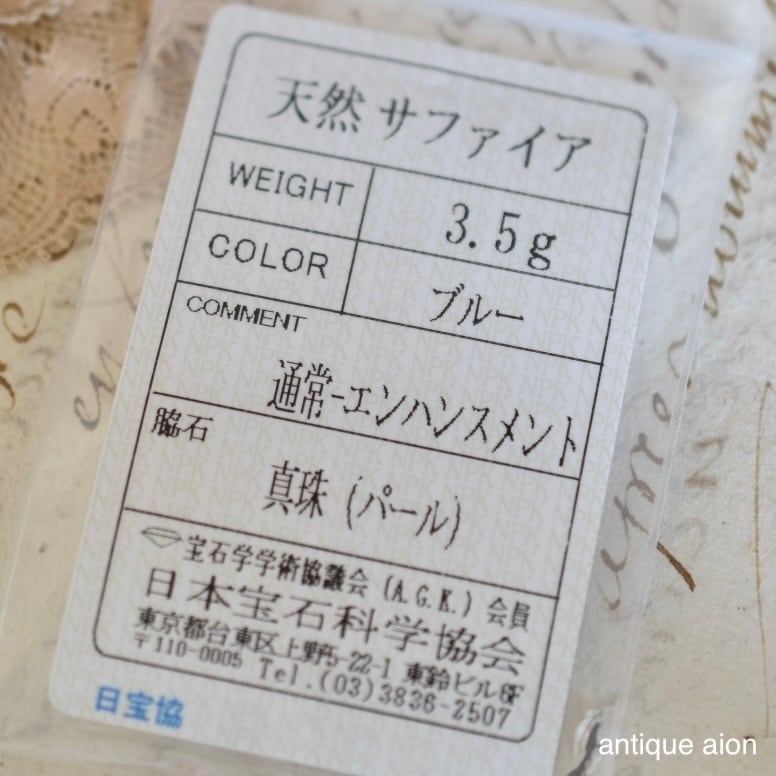 天然 サファイア
WEIGHT 3.5g
COLOR ブルー
COMMENT
通常-エンハンスメント
脇石
真珠 (パール)
宝石学学術協議会 (A.G.K.) 会員
日本宝石科学協会
東京都台東区上野5-22-1 東鈴ビル6F
〒110-0005 Tel.(03)3836-2507
日宝協
antique aion